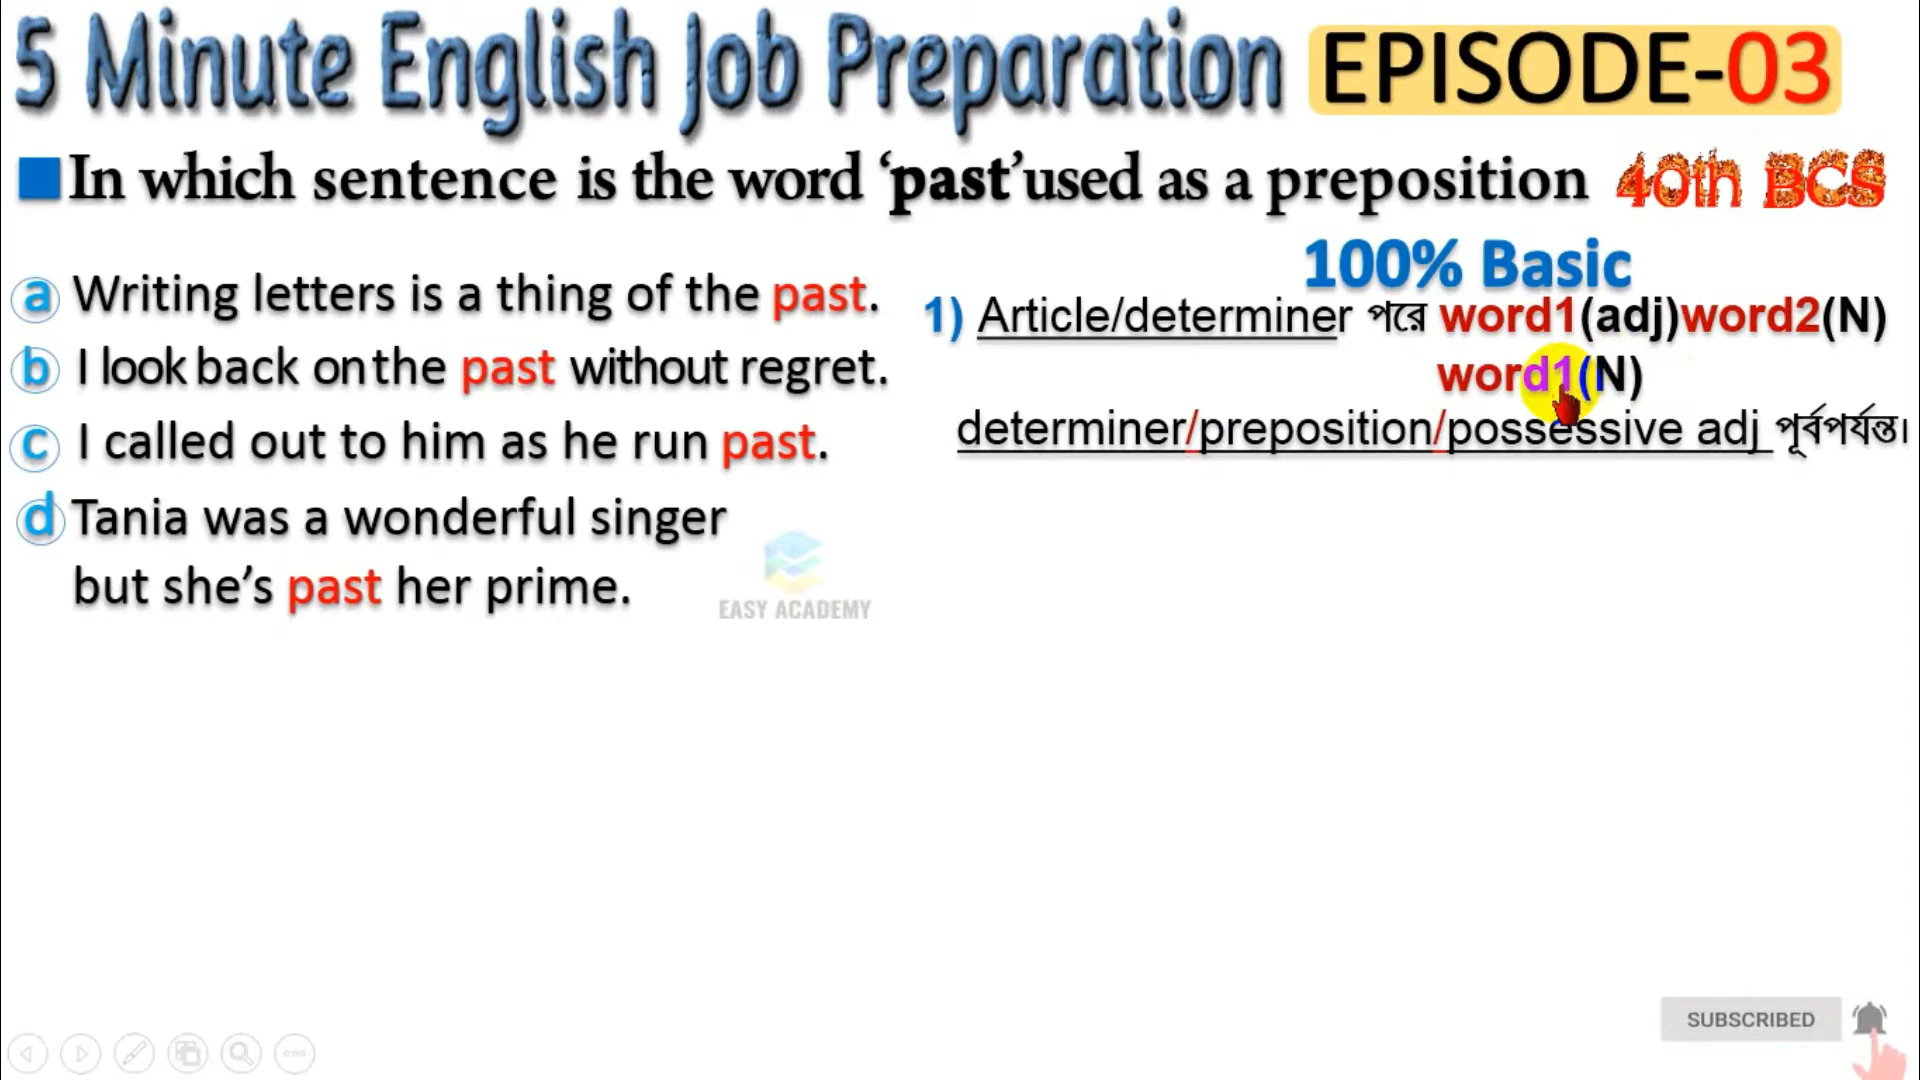 5 Minute English Job Preparation EPISODE-03
In which sentence is the word ‘past’used as a preposition 40th BCS
100% Basic
a Writing letters is a thing of the past.
b I look back on the past without regret.
c I called out to him as he run past.
d Tania was a wonderful singer
but she’s past her prime.
1) Article/determiner পরে word1(adj)word2(N)
word1(N)
determiner/preposition/possessive adj পূর্বপর্যন্ত।
EASY ACADEMY
SUBSCRIBED